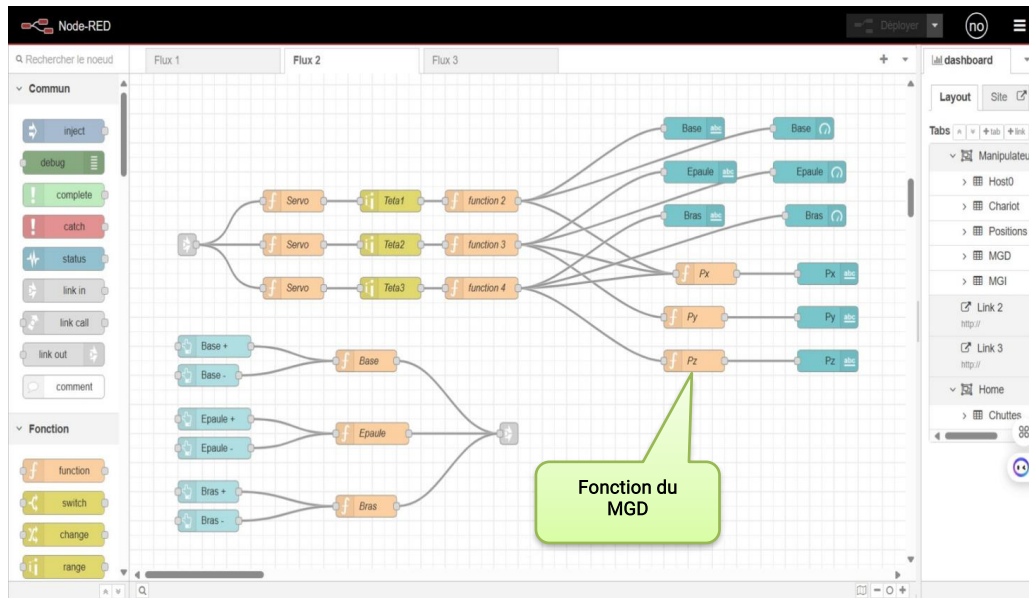 Node-RED
Déployer
no
Rechercher le noeud
Flux 1
Flux 2
Flux 3
dashboard
Commun
inject
debug
complete
catch
status
link in
link call
link out
comment
Fonction
function
switch
change
range
Servo
Teta1
function 2
Servo
Teta2
function 3
Servo
Teta3
function 4
Base abc
Base
Epaule abc
Epaule
Bras abc
Bras
Px
Px abc
Py
Py abc
Pz
Pz abc
Base +
Base -
Base
Epaule +
Epaule -
Epaule
Bras +
Bras -
Bras
Fonction du
MGD
Layout
Site
Tabs
+tab
+link
Manipulateu
Host0
Chariot
Positions
MGD
MGI
Link 2
http://
Link 3
http://
Home
Chuttes